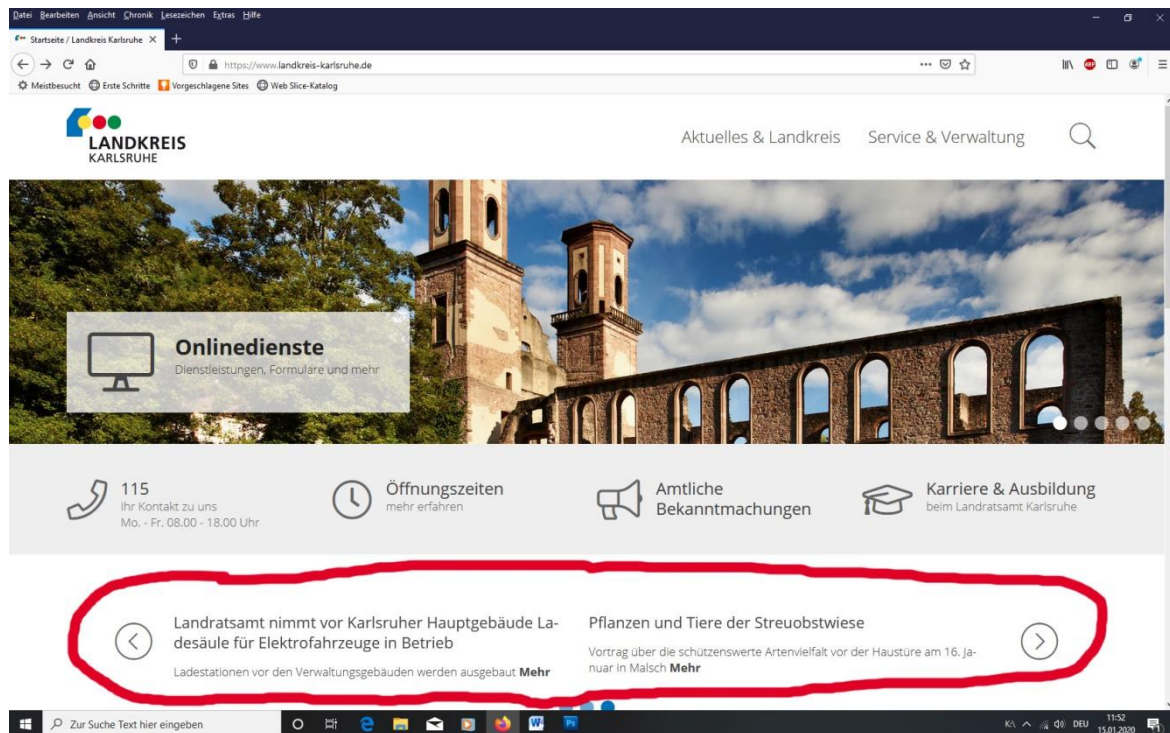 Datei Bearbeiten Ansicht Chronik Lesezeichen Extras Hilfe
Startseite / Landkreis Karlsruhe
https://www.landkreis-karlsruhe.de
Meistbesucht Erste Schritte Vorgeschlagene Sites Web Slice-Katalog
LANDKREIS
KARLSRUHE
Aktuelles & Landkreis Service & Verwaltung
Onlinedienste
Dienstleistungen, Formulare und mehr
115
Ihr Kontakt zu uns
Mo. - Fr. 08.00 - 18.00 Uhr
Öffnungszeiten
mehr erfahren
Amtliche
Bekanntmachungen
Karriere & Ausbildung
beim Landratsamt Karlsruhe
Landratsamt nimmt vor Karlsruher Hauptgebäude La-
desäule für Elektrofahrzeuge in Betrieb
Ladestationen vor den Verwaltungsgebäuden werden ausgebaut Mehr
Pflanzen und Tiere der Streuobstwiese
Vortrag über die schützenswerte Artenvielfalt vor der Haustüre am 16. Ja-
nuar in Malsch Mehr
Zur Suche Text hier eingeben
K:\ DEU 11:52
15.01.2020